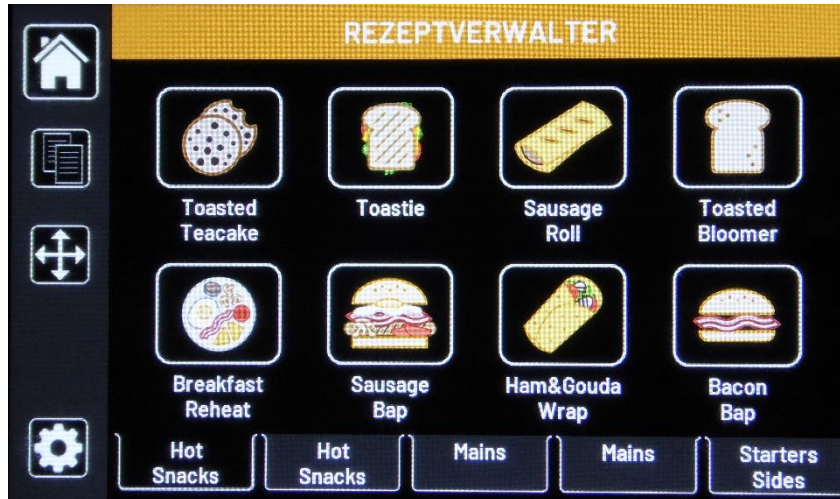 REZEPTVERWALTER
Toasted
Teacake
Toastie
Sausage
Roll
Toasted
Bloomer
Breakfast
Reheat
Sausage
Bap
Ham&Gouda
Wrap
Bacon
Bap
Hot
Snacks
Hot
Snacks
Mains
Mains
Starters
Sides